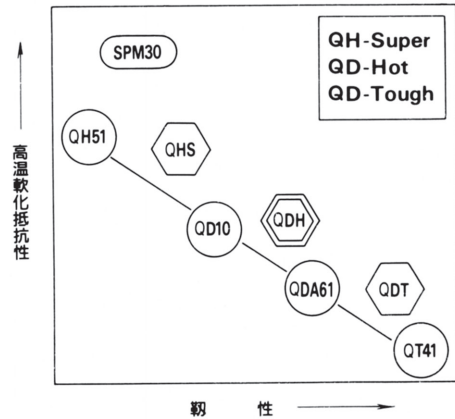 SPM30
QH-Super
QD-Hot
QD-Tough
QH51
QHS
QD10
QDH
QDA61
QDT
QT41
高温軟化抵抗性
靱 性